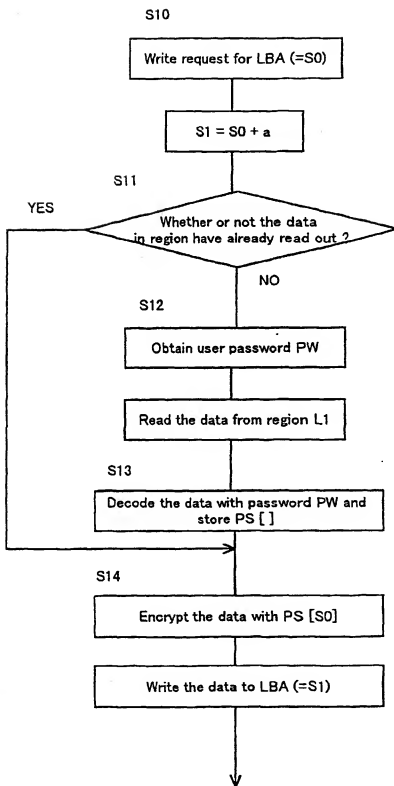 S10
Write request for LBA (=S0)
S1 = S0 + a
S11
YES
Whether or not the data
in region have already read out ?
NO
S12
Obtain user password PW
Read the data from region L1
S13
Decode the data with password PW and
store PS [ ]
S14
Encrypt the data with PS [S0]
Write the data to LBA (=S1)